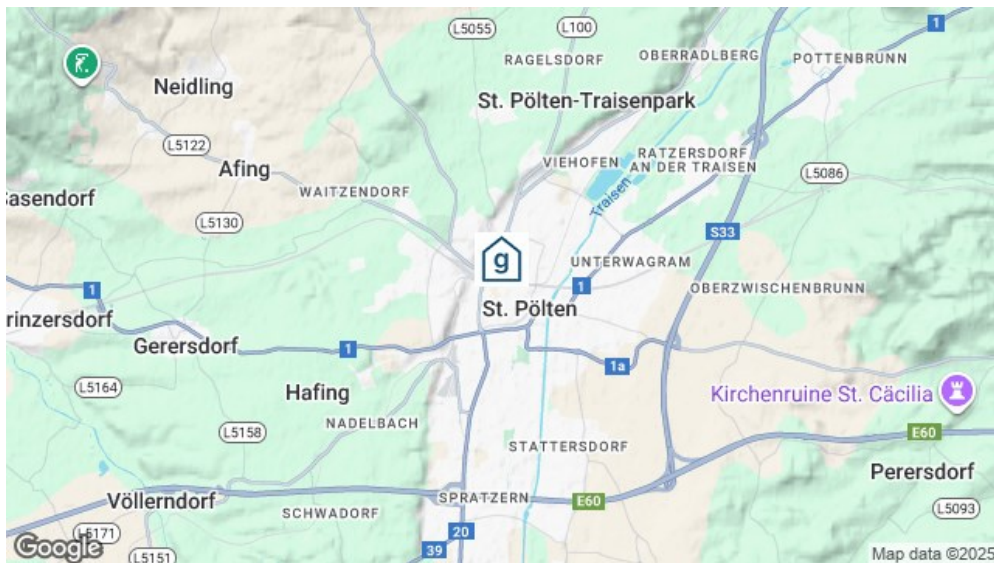 L5055
L100
1
RAGELSDORF
OBERRADLBERG
POTTENBRUNN
Neidling
St. Pölten-Traisenpark
L5122
Afing
VIEHOFEN
RATZERSDORF
AN DER TRAISEN
L5086
WAITZENDORF
Traisen
L5130
S33
g
UNTERWAGRAM
1
1
OBERZWISCHENBRUNN
St. Pölten
Gerersdorf
1
1a
L5164
Hafing
Kirchenruine St. Cäcilia
NADELBACH
L5158
E60
STATTERSDORF
Perersdorf
Völlerndorf
SPRATZERN
E60
SCHWADORF
L5093
L5171
20
Google
L5151
39
Map data ©2025